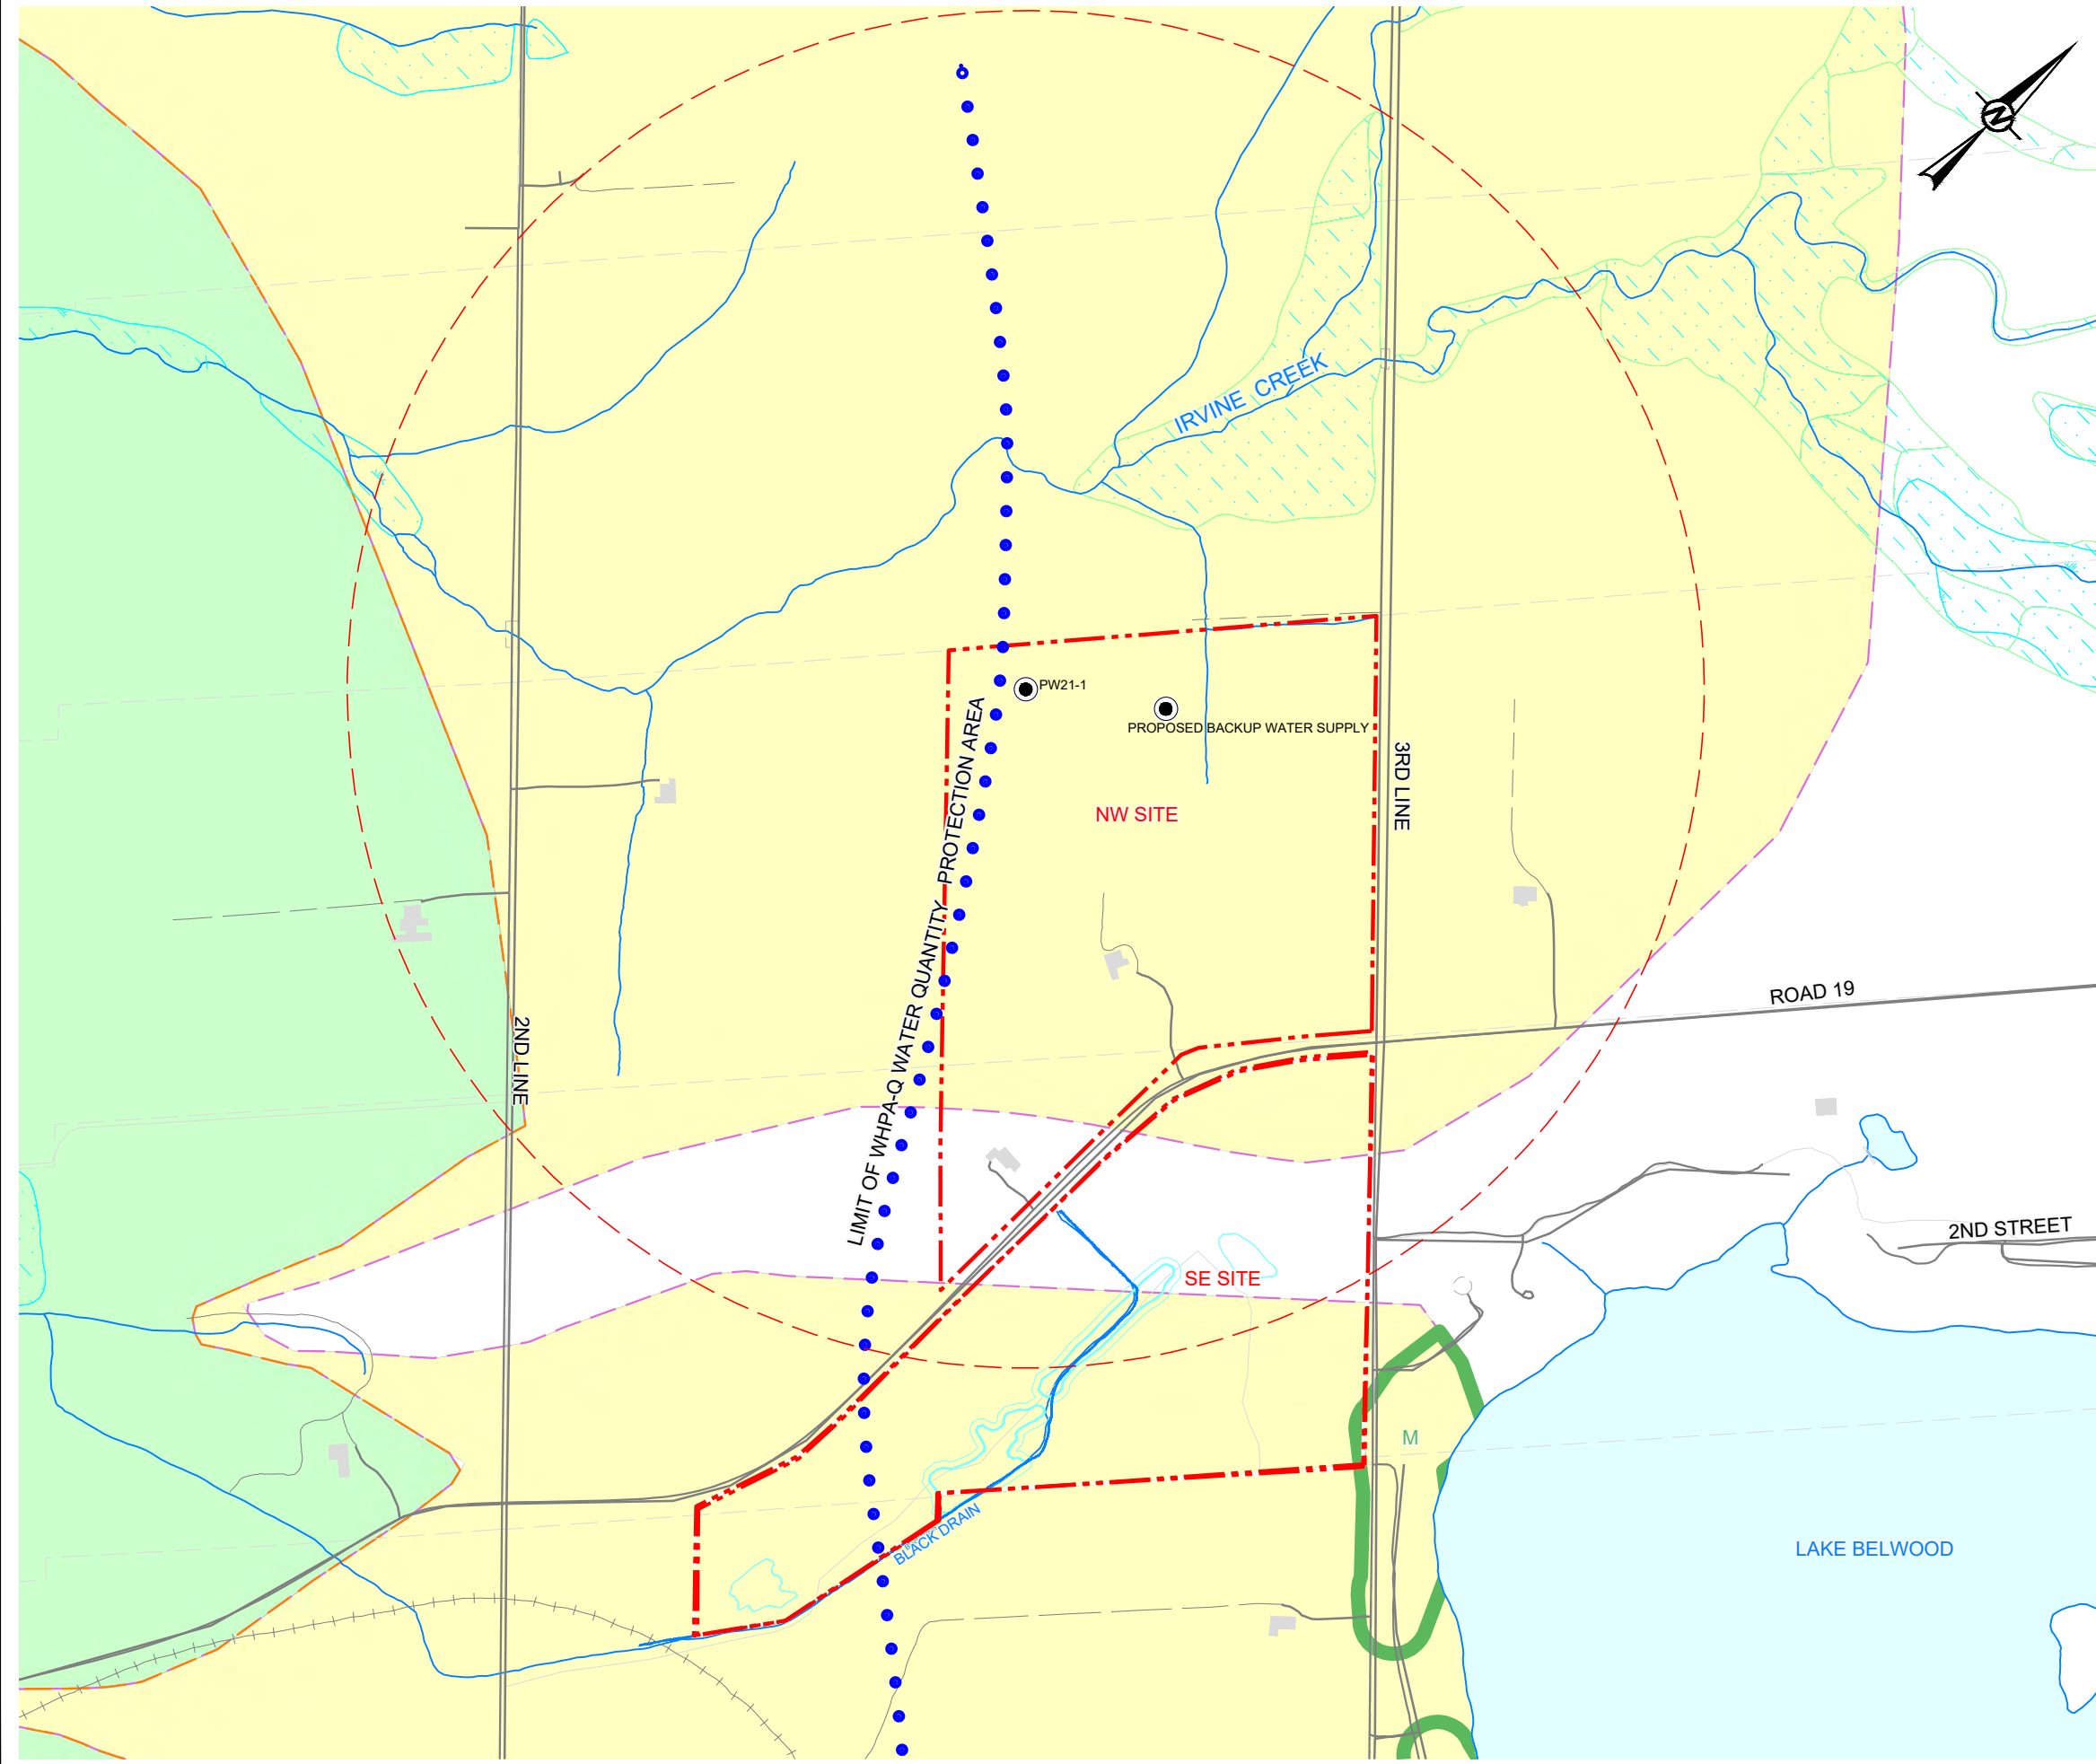 N
IRVINE CREEK
PW21-1
PROPOSED BACKUP WATER SUPPLY
3RD LINE
NW SITE
LIMIT OF WHPA-Q WATER QUANTITY PROTECTION AREA
ROAD 19
2ND LINE
2ND STREET
SE SITE
M
BLACK DRAIN
LAKE BELWOOD